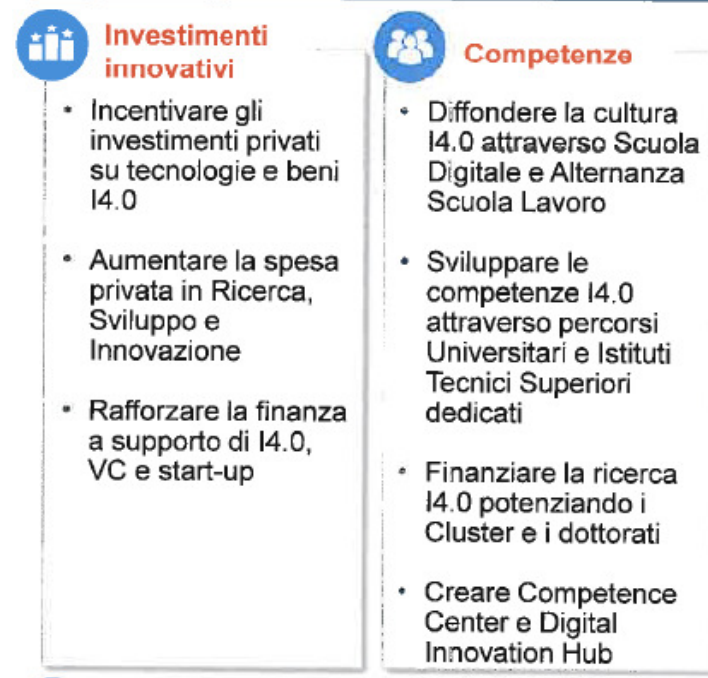 Investimenti
innovativi
• Incentivare gli
investimenti privati
su tecnologie e beni
I4.0
• Aumentare la spesa
privata in Ricerca,
Sviluppo e
Innovazione
• Rafforzare la finanza
a supporto di I4.0,
VC e start-up
Competenze
• Diffondere la cultura
I4.0 attraverso Scuola
Digitale e Alternanza
Scuola Lavoro
• Sviluppare le
competenze I4.0
attraverso percorsi
Universitari e Istituti
Tecnici Superiori
dedicati
• Finanziare la ricerca
I4.0 potenziando i
Cluster e i dottorati
• Creare Competence
Center e Digital
Innovation Hub